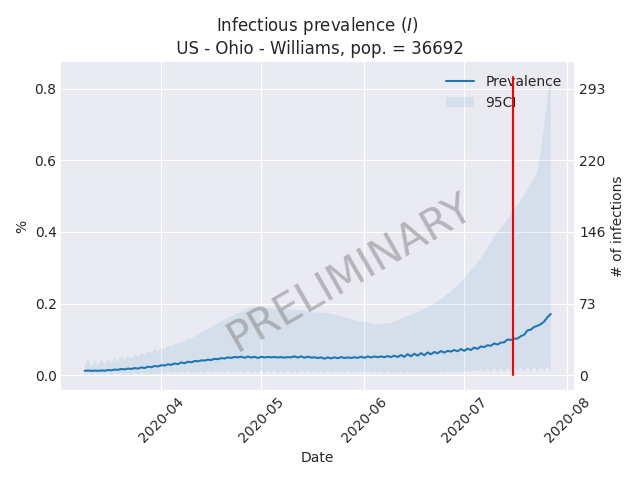 Infectious prevalence (I)
US - Ohio - Williams, pop. = 36692
Prevalence
95CI
0.8
0.6
0.4
0.2
0.0
%
293
220
146
73
0
# of infections
PRELIMINARY
2020-04
2020-05
2020-06
2020-07
2020-08
Date